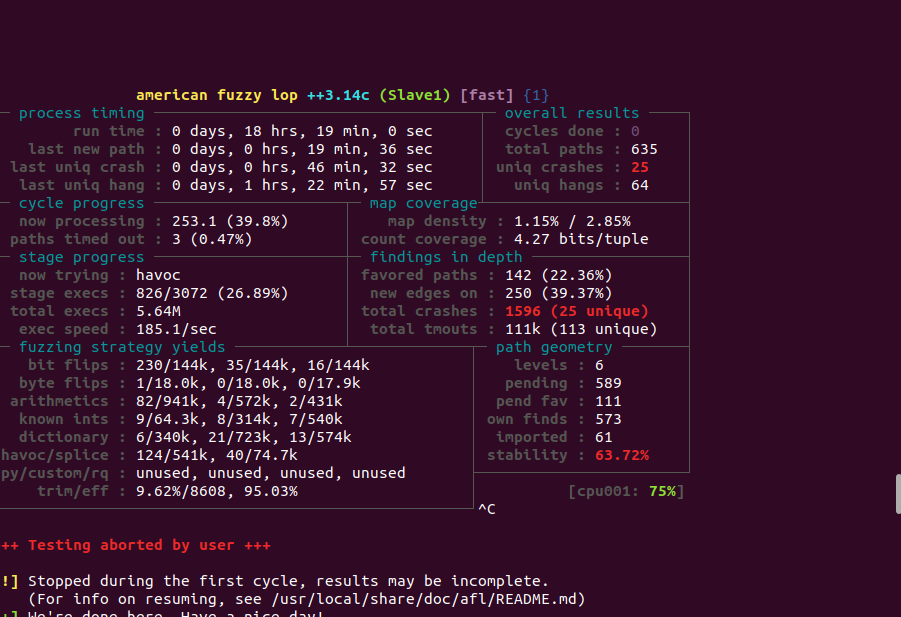 american fuzzy lop ++3.14c (Slave1) [fast] {1}
process timing overall results
run time : 0 days, 18 hrs, 19 min, 0 sec cycles done : 0
last new path : 0 days, 0 hrs, 19 min, 36 sec total paths : 635
last uniq crash : 0 days, 0 hrs, 46 min, 32 sec uniq crashes : 25
last uniq hang : 0 days, 1 hrs, 22 min, 57 sec uniq hangs : 64
cycle progress map coverage
now processing : 253.1 (39.8%) map density : 1.15% / 2.85%
paths timed out : 3 (0.47%) count coverage : 4.27 bits/tuple
stage progress findings in depth
now trying : havoc favored paths : 142 (22.36%)
stage execs : 826/3072 (26.89%) new edges on : 250 (39.37%)
total execs : 5.64M total crashes : 1596 (25 unique)
exec speed : 185.1/sec total tmouts : 111k (113 unique)
fuzzing strategy yields path geometry
bit flips : 230/144k, 35/144k, 16/144k levels : 6
byte flips : 1/18.0k, 0/18.0k, 0/17.9k pending : 589
arithmetics : 82/941k, 4/572k, 2/431k pend fav : 111
known ints : 9/64.3k, 8/314k, 7/540k own finds : 573
dictionary : 6/340k, 21/723k, 13/574k imported : 61
havoc/splice : 124/541k, 40/74.7k stability : 63.72%
py/custom/rq : unused, unused, unused, unused
trim/eff : 9.62%/8608, 95.03% [cpu001: 75%]
^C
++ Testing aborted by user +++
!] Stopped during the first cycle, results may be incomplete.
(For info on resuming, see /usr/local/share/doc/afl/README.md)
+] We're done here. Have a nice day!